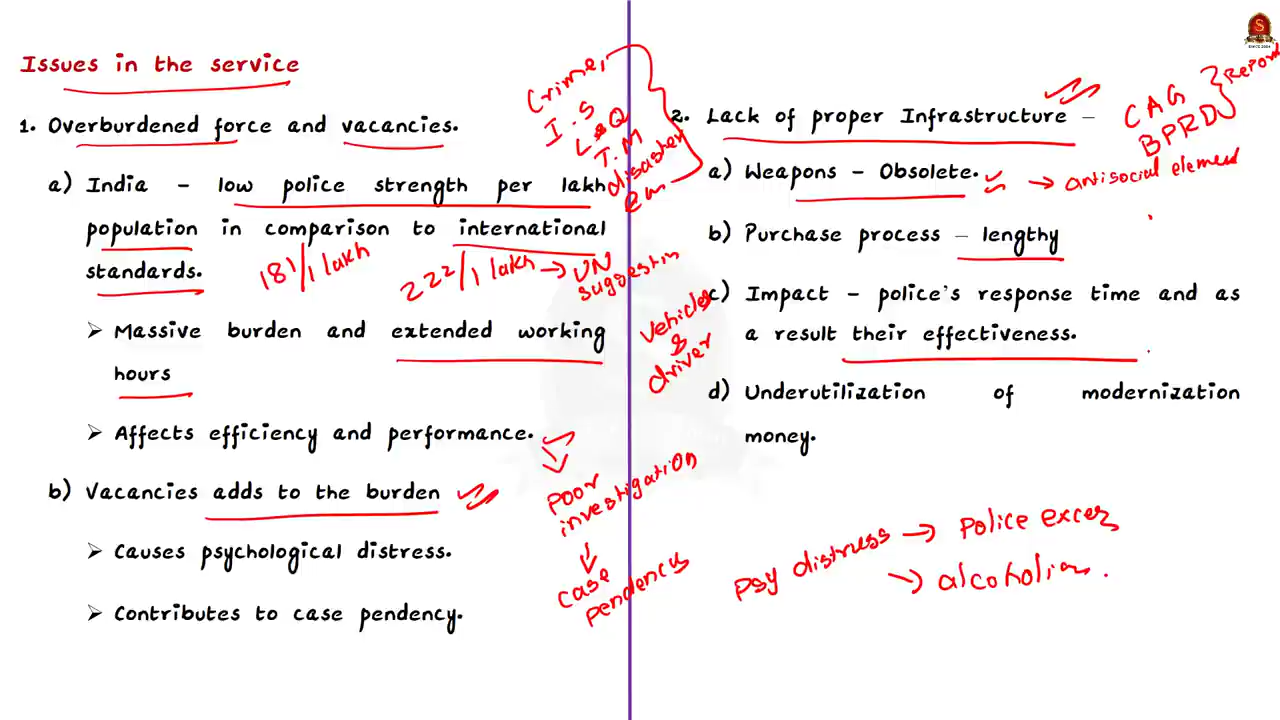 Issues in the service
1. Overburdened force and vacancies.
a) India – low police strength per lakh
population in comparison to international
standards.
181/1 lakh
222/1 lakh → UN
suggestin
➢ Massive burden and extended working
hours
➢ Affects efficiency and performance.
Poor
investigation
case
pendency
b) Vacancies adds to the burden
➢ Causes psychological distress.
➢ Contributes to case pendency.
Crime,
I.S
L&O
T.M
disaster
2. Lack of proper Infrastructure –
CAG
BPRD
Report
a) Weapons – Obsolete.
→ antisocial element
b) Purchase process – lengthy
c) Impact – police's response time and as
a result their effectiveness.
vehicles
&
driver
d) Underutilization of modernization
money.
Psy distress → Police exces
→ alcoholism.